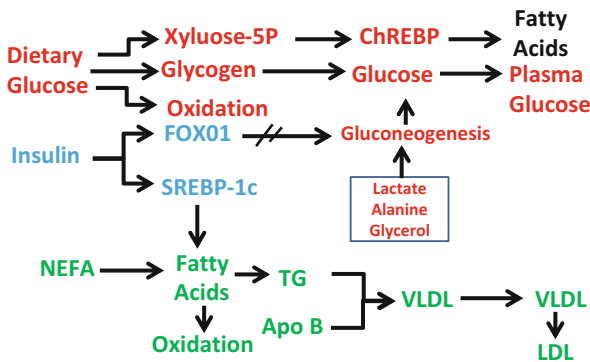 Fatty
Acids
Xyluose-5P
ChREBP
Dietary
Glucose
Glycogen
Glucose
Plasma
Glucose
Oxidation
FOX01
Gluconeogenesis
Insulin
SREBP-1c
Lactate
Alanine
Glycerol
NEFA
Fatty
Acids
TG
VLDL
VLDL
Apo B
Oxidation
LDL